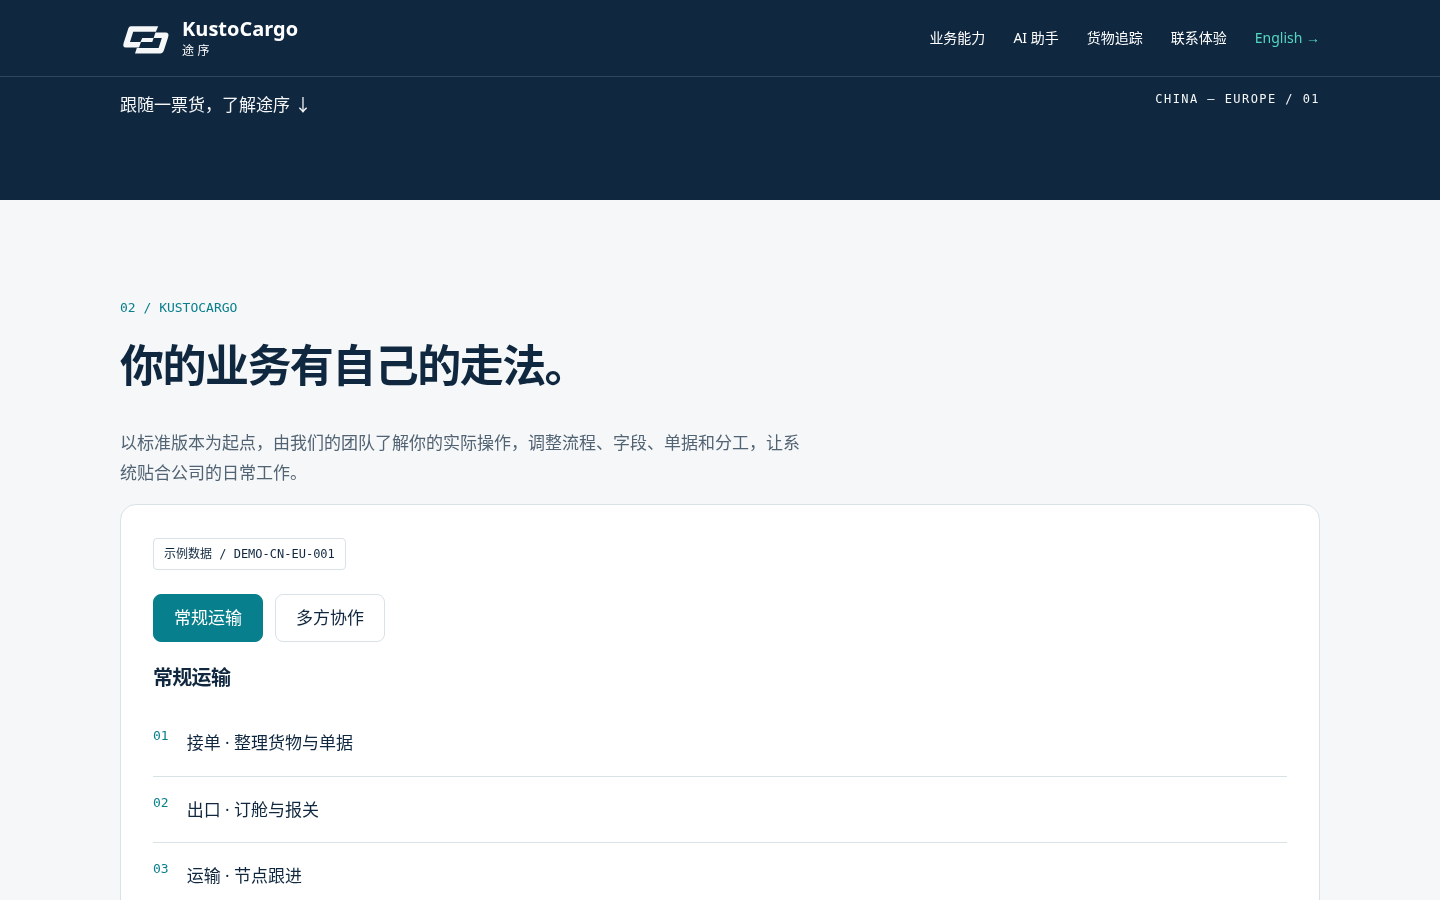 KustoCargo
途序
业务能力
AI 助手
货物追踪
联系体验
English →
跟随一票货，了解途序 ↓
CHINA — EUROPE / 01
02 / KUSTOCARGO
你的业务有自己的走法。
以标准版本为起点，由我们的团队了解你的实际操作，调整流程、字段、单据和分工，让系
统贴合公司的日常工作。
示例数据 / DEMO-CN-EU-001
常规运输
多方协作
常规运输
01 接单 · 整理货物与单据
02 出口 · 订舱与报关
03 运输 · 节点跟进